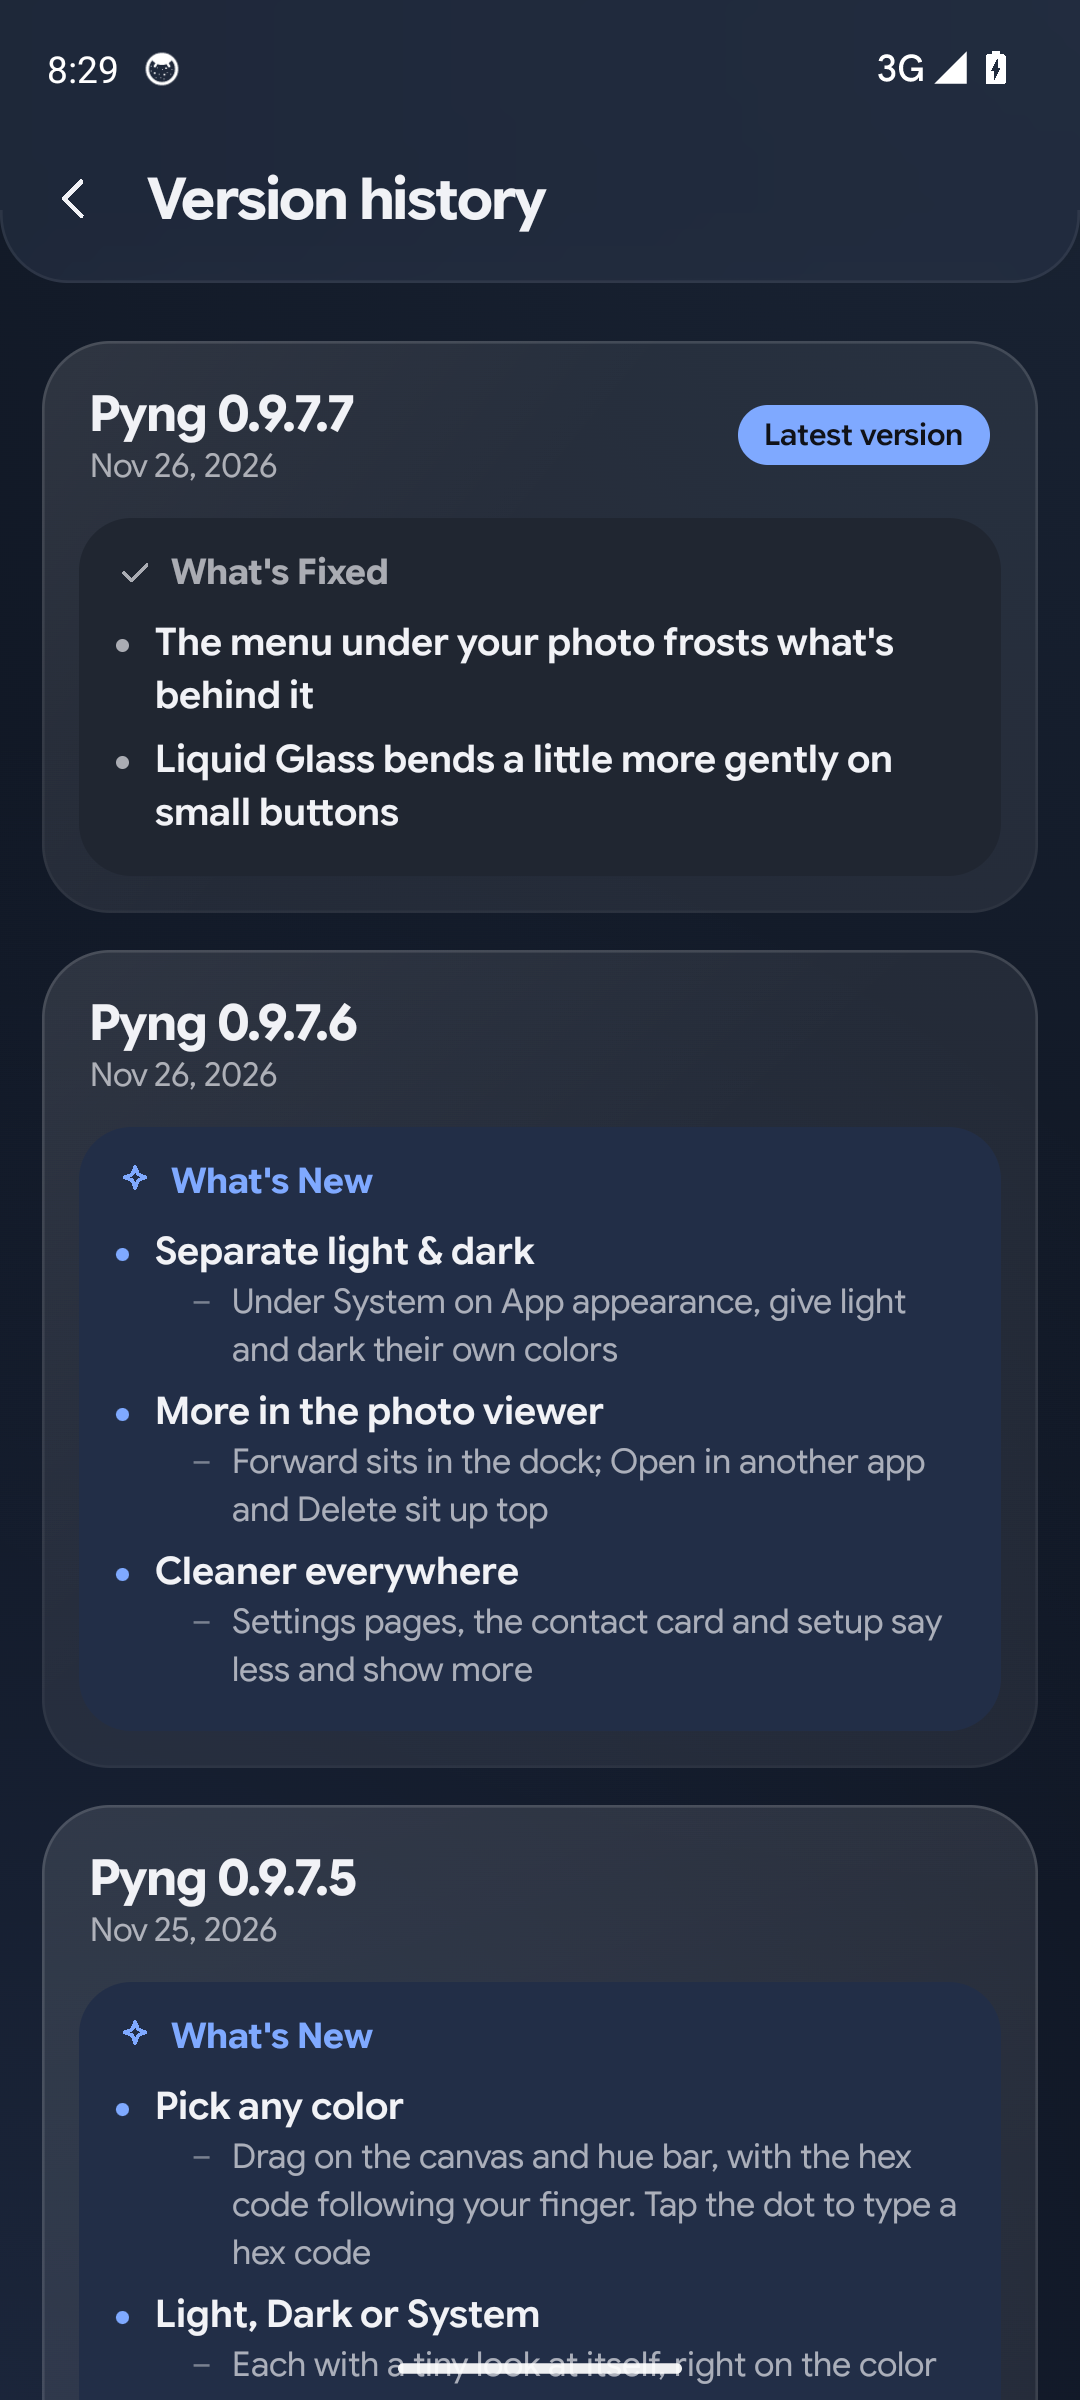 8:29
3G
Version history
Pyng 0.9.7.7
Nov 26, 2026
Latest version
What's Fixed
• The menu under your photo frosts what's
behind it
• Liquid Glass bends a little more gently on
small buttons
Pyng 0.9.7.6
Nov 26, 2026
What's New
• Separate light & dark
– Under System on App appearance, give light
and dark their own colors
• More in the photo viewer
– Forward sits in the dock; Open in another app
and Delete sit up top
• Cleaner everywhere
– Settings pages, the contact card and setup say
less and show more
Pyng 0.9.7.5
Nov 25, 2026
What's New
• Pick any color
– Drag on the canvas and hue bar, with the hex
code following your finger. Tap the dot to type a
hex code
• Light, Dark or System
– Each with a tiny look at itself, right on the color